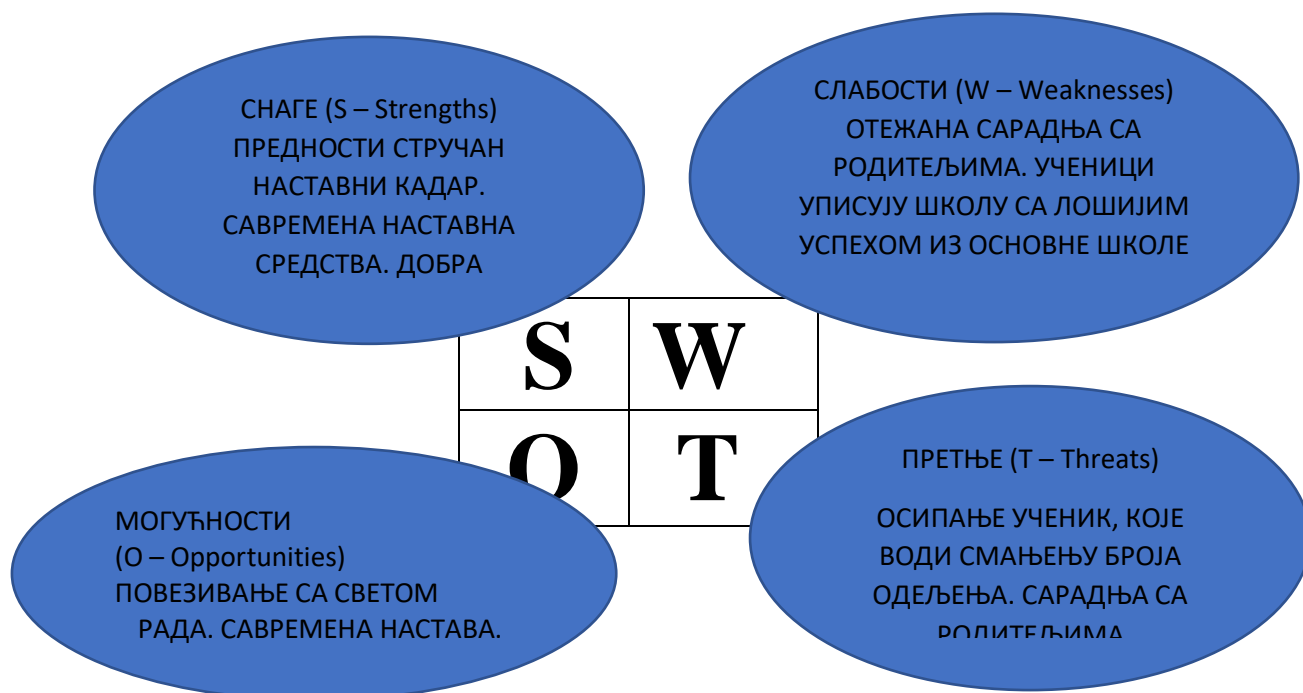 СНАГЕ (S – Strengths)
ПРЕДНОСТИ СТРУЧАН
НАСТАВНИ КАДАР.
САВРЕМЕНА НАСТАВНА
СРЕДСТВА. ДОБРА
СЛАБОСТИ (W – Weaknesses)
ОТЕЖАНА САРАДЊА СА
РОДИТЕЉИМА. УЧЕНИЦИ
УПИСУЈУ ШКОЛУ СА ЛОШИЈИМ
УСПЕХОМ ИЗ ОСНОВНЕ ШКОЛЕ
S W
O T
МОГУЋНОСТИ
(O – Opportunities)
ПОВЕЗИВАЊЕ СА СВЕТОМ
РАДА. САВРЕМЕНА НАСТАВА.
ПРЕТЊЕ (T – Threats)
ОСИПАЊЕ УЧЕНИК, КОЈЕ
ВОДИ СМАЊЕЊУ БРОЈА
ОДЕЉЕЊА. САРАДЊА СА
РОДИТЕЉИМА